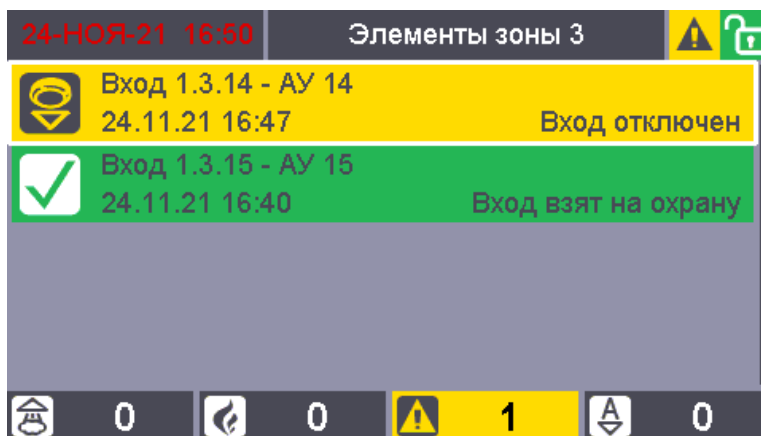 24-НОЯ-21 16:50 Элементы зоны 3
Вход 1.3.14 - АУ 14
24.11.21 16:47 Вход отключен
Вход 1.3.15 - АУ 15
24.11.21 16:40 Вход взят на охрану
0 0 1 A 0